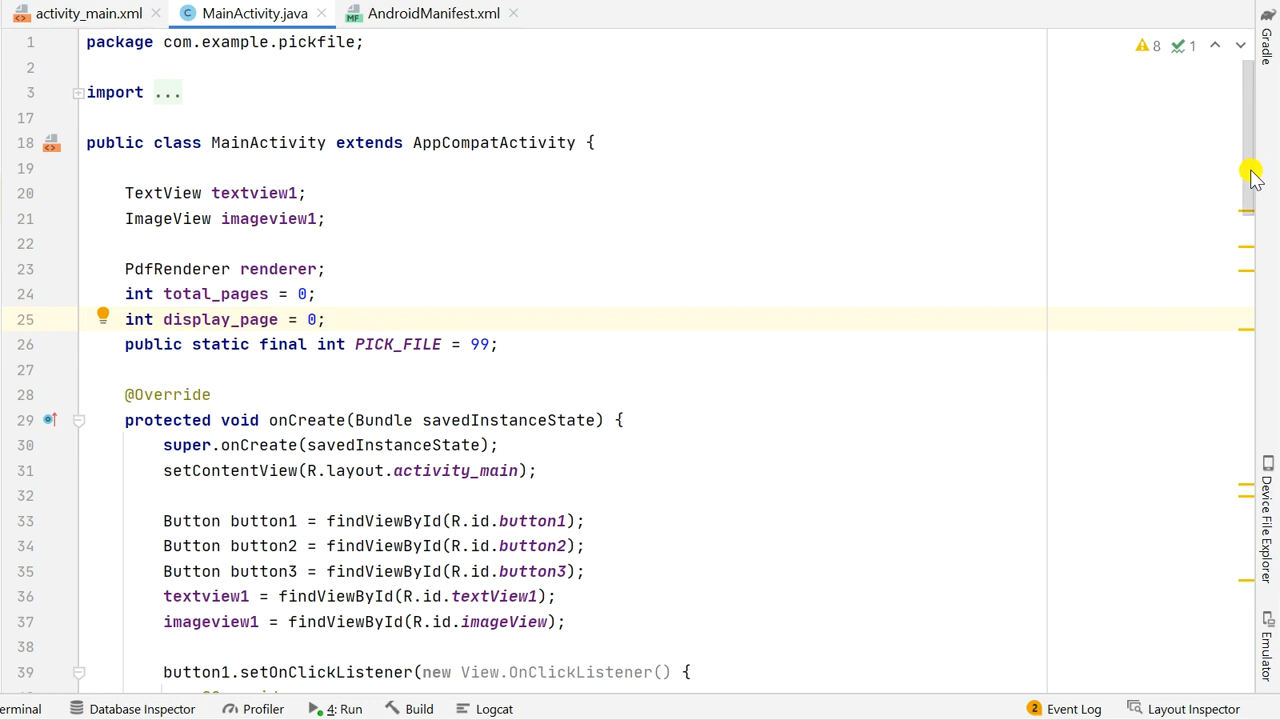 activity_main.xml MainActivity.java AndroidManifest.xml
8 1
1 package com.example.pickfile;
2
3 import ...
17
18 public class MainActivity extends AppCompatActivity {
19
20 TextView textview1;
21 ImageView imageview1;
22
23 PdfRenderer renderer;
24 int total_pages = 0;
25 int display_page = 0;
26 public static final int PICK_FILE = 99;
27
28 @Override
29 protected void onCreate(Bundle savedInstanceState) {
30 super.onCreate(savedInstanceState);
31 setContentView(R.layout.activity_main);
32
33 Button button1 = findViewById(R.id.button1);
34 Button button2 = findViewById(R.id.button2);
35 Button button3 = findViewById(R.id.button3);
36 textview1 = findViewById(R.id.textView1);
37 imageview1 = findViewById(R.id.imageView);
38
39 button1.setOnClickListener(new View.OnClickListener() {
Gradle
Device File Explorer
Emulator
erminal Database Inspector Profiler 4: Run Build Logcat 2 Event Log Layout Inspector